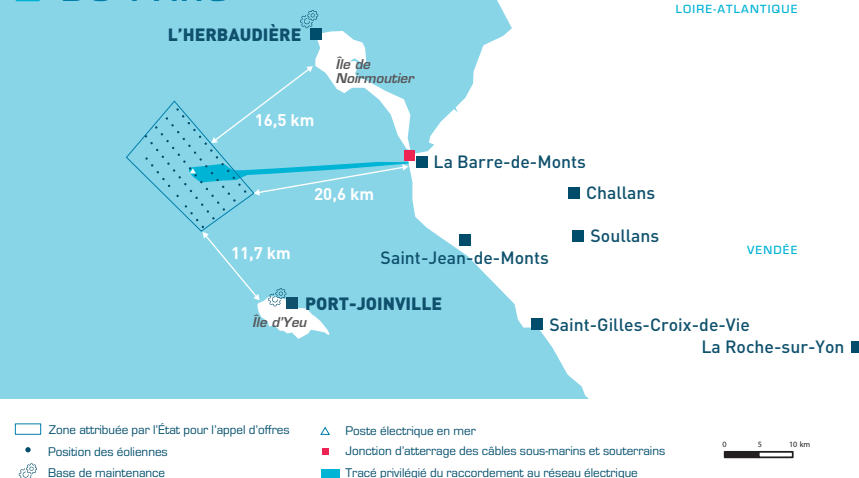 LOIRE-ATLANTIQUE
L'HERBAUDIÈRE
Île de
Noirmoutier
16,5 km
La Barre-de-Monts
20,6 km
Challans
Soullans
11,7 km
Saint-Jean-de-Monts
VENDÉE
PORT-JOINVILLE
Île d'Yeu
Saint-Gilles-Croix-de-Vie
La Roche-sur-Yon
Zone attribuée par l'État pour l'appel d'offres
Position des éoliennes
Base de maintenance
Poste électrique en mer
Jonction d'atterrage des câbles sous-marins et souterrains
Tracé privilégié du raccordement au réseau électrique
0 5 10 km